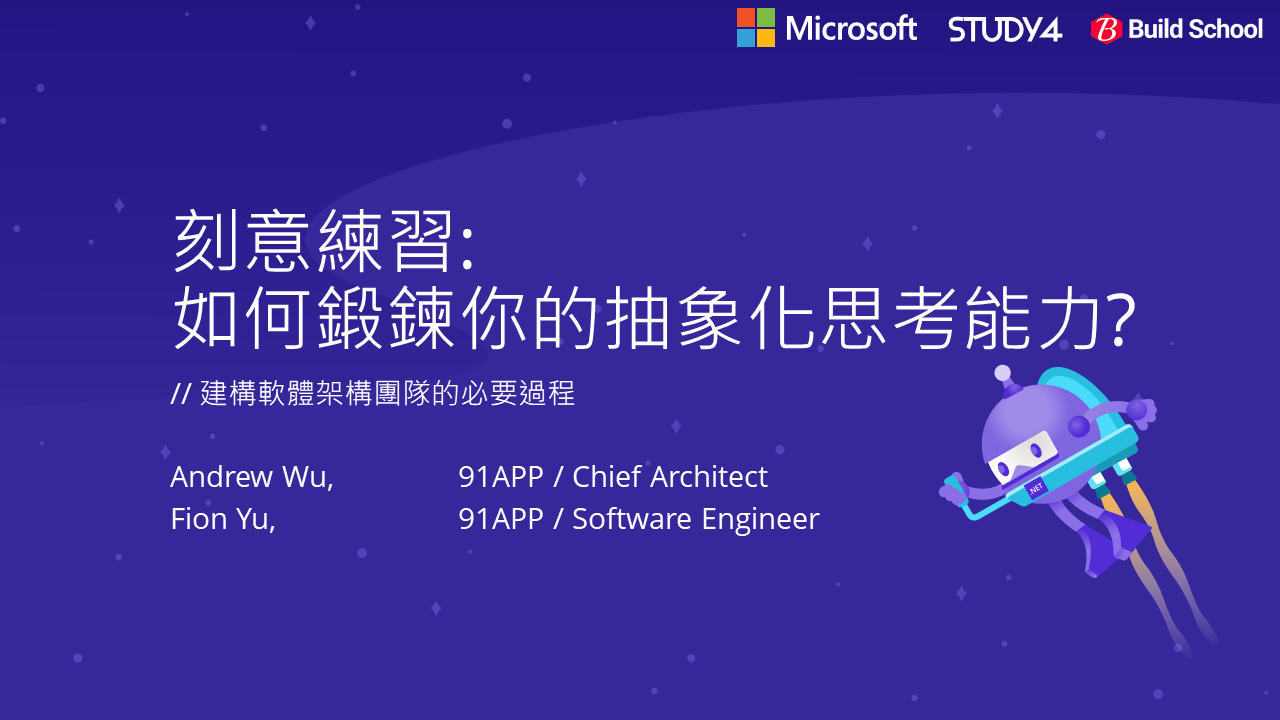 Microsoft STUDY4 Build School
刻意練習:
如何鍛鍊你的抽象化思考能力?
// 建構軟體架構團隊的必要過程
Andrew Wu, 91APP / Chief Architect
Fion Yu, 91APP / Software Engineer
.NET